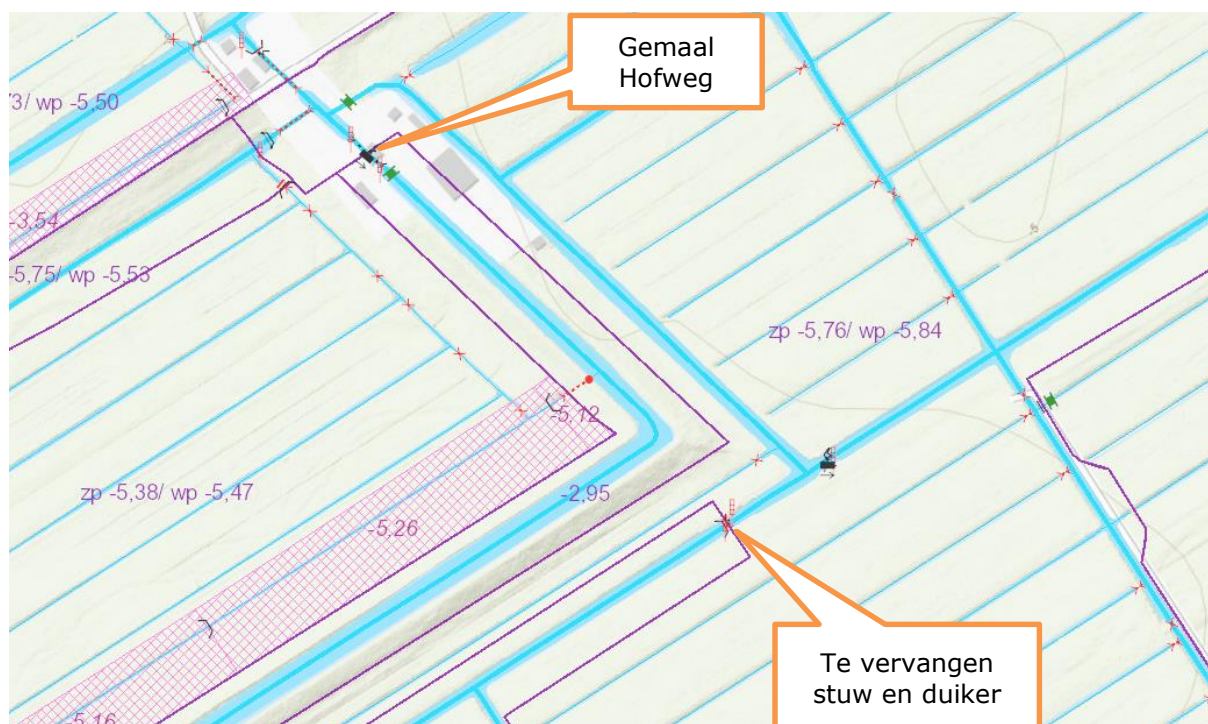 Gemaal
Hofweg
73/ wp -5,50
-3,54
-5,75/ wp -5,53
zp -5,76/ wp -5,84
-5,12
zp -5,38/ wp -5,47
-2,95
-5,26
Te vervangen
stuw en duiker
-5,16